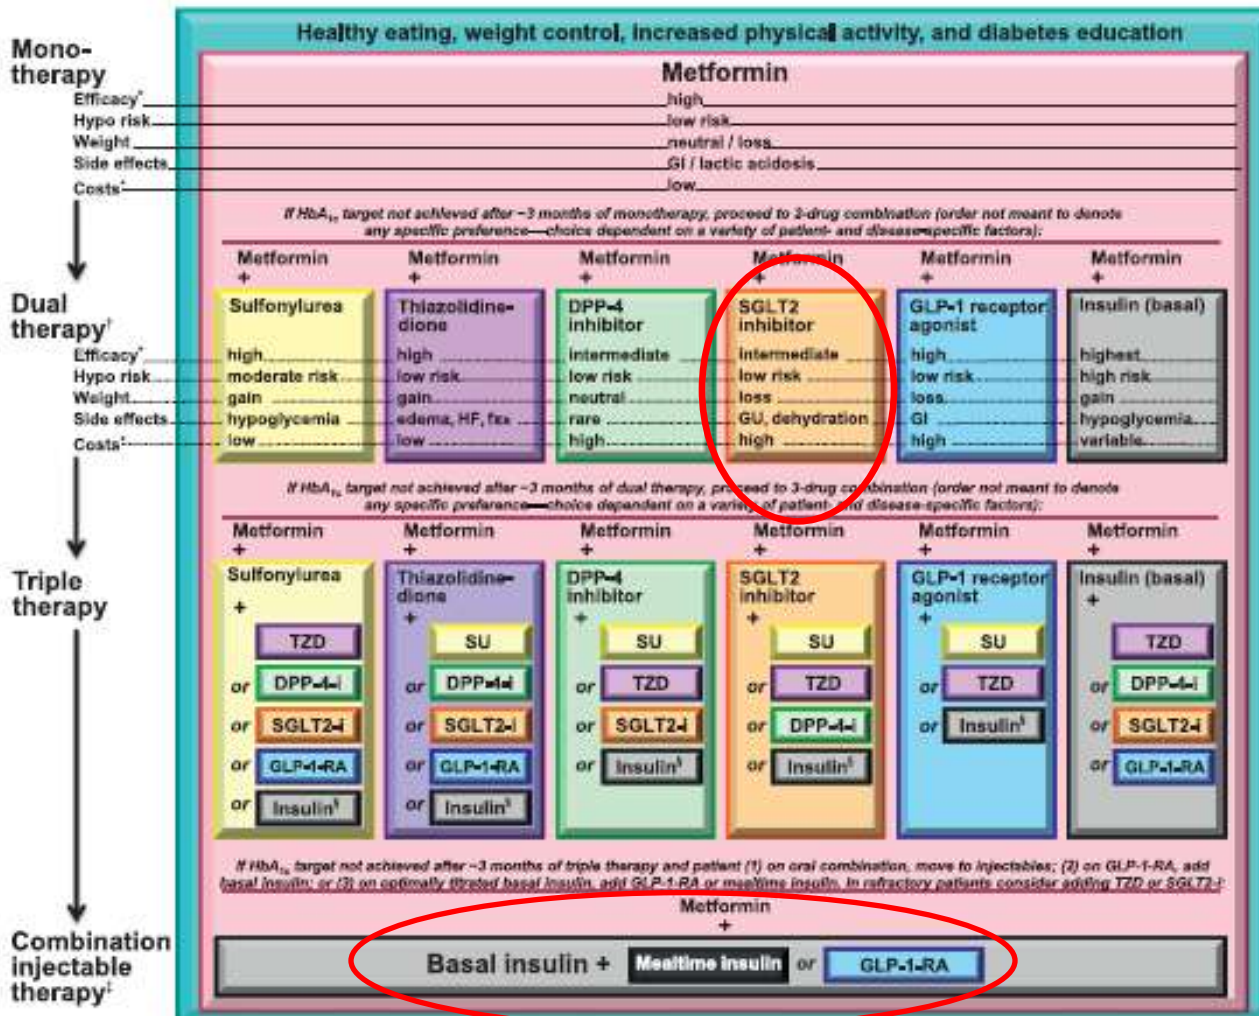 Healthy eating, weight control, increased physical activity, and diabetes education
Mono-
therapy
Metformin
Efficacy* high
Hypo risk low risk
Weight neutral / loss
Side effects GI / lactic acidosis
Costs* low
If HbA1c target not achieved after ~3 months of monotherapy, proceed to 2-drug combination (order not meant to denote
any specific preference—choice dependent on a variety of patient- and disease-specific factors):
Metformin Metformin Metformin Metformin Metformin Metformin
+ + + + + +
Dual
therapy†
Sulfonylurea Thiazolidine- DPP-4 SGLT2 GLP-1 receptor Insulin (basal)
dione inhibitor inhibitor agonist
Efficacy* high high intermediate intermediate high highest
Hypo risk moderate risk low risk low risk low risk low risk high risk
Weight gain gain neutral loss loss gain
Side effects hypoglycemia edema, HF, fxs rare GU, dehydration GI hypoglycemia
Costs* low low high high high variable
If HbA1c target not achieved after ~3 months of dual therapy, proceed to 3-drug combination (order not meant to denote
any specific preference—choice dependent on a variety of patient- and disease-specific factors):
Metformin Metformin Metformin Metformin Metformin Metformin
+ + + + + +
Triple
therapy
Sulfonylurea Thiazolidine- DPP-4 SGLT2 GLP-1 receptor Insulin (basal)
dione inhibitor inhibitor agonist
+ + + + + +
TZD SU SU SU SU TZD
or DPP-4-i or DPP-4-i or TZD or TZD or TZD or DPP-4-i
or SGLT2-i or SGLT2-i or SGLT2-i or DPP-4-i or Insulin§ or SGLT2-i
or GLP-1-RA or GLP-1-RA or Insulin§ or Insulin§ or GLP-1-RA
or Insulin§ or Insulin§
If HbA1c target not achieved after ~3 months of triple therapy and patient (1) on oral combination, move to injectables; (2) on GLP-1-RA, add
basal insulin; or (3) on optimally titrated basal insulin, add GLP-1-RA or mealtime insulin. In refractory patients consider adding TZD or SGLT2-i:
Metformin
+
Combination
injectable
therapy‡
Basal insulin + Mealtime insulin or GLP-1-RA